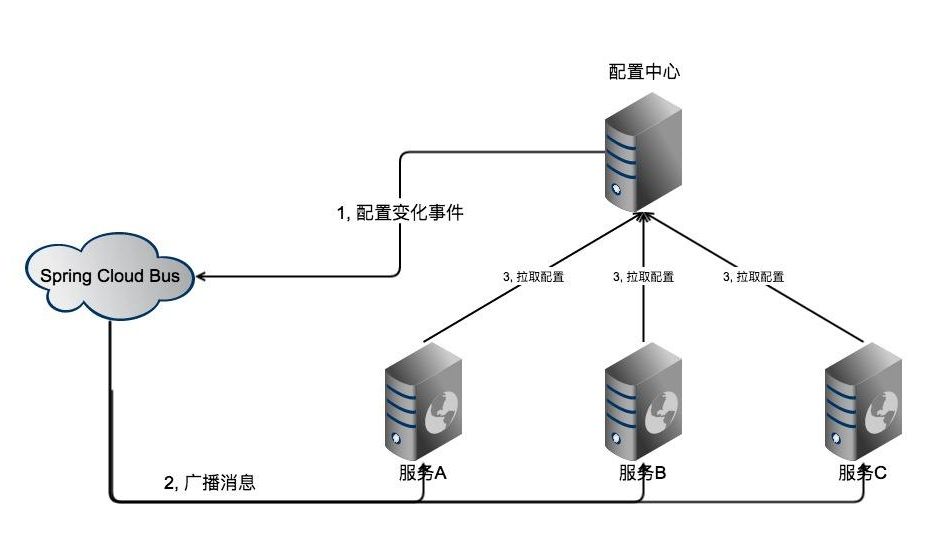 配置中心
1, 配置变化事件
Spring Cloud Bus
3, 拉取配置
3, 拉取配置
3, 拉取配置
服务A
服务B
服务C
2, 广播消息